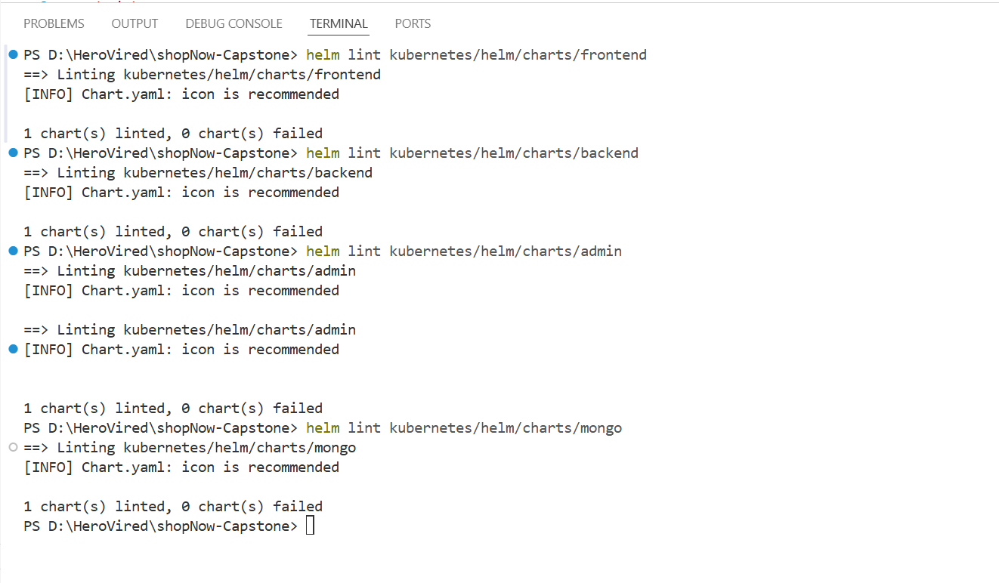 PROBLEMS OUTPUT DEBUG CONSOLE TERMINAL PORTS
PS D:\HeroVired\shopNow-Capstone> helm lint kubernetes/helm/charts/frontend
==> Linting kubernetes/helm/charts/frontend
[INFO] Chart.yaml: icon is recommended
1 chart(s) linted, 0 chart(s) failed
PS D:\HeroVired\shopNow-Capstone> helm lint kubernetes/helm/charts/backend
==> Linting kubernetes/helm/charts/backend
[INFO] Chart.yaml: icon is recommended
1 chart(s) linted, 0 chart(s) failed
PS D:\HeroVired\shopNow-Capstone> helm lint kubernetes/helm/charts/admin
==> Linting kubernetes/helm/charts/admin
[INFO] Chart.yaml: icon is recommended
==> Linting kubernetes/helm/charts/admin
[INFO] Chart.yaml: icon is recommended
1 chart(s) linted, 0 chart(s) failed
PS D:\HeroVired\shopNow-Capstone> helm lint kubernetes/helm/charts/mongo
==> Linting kubernetes/helm/charts/mongo
[INFO] Chart.yaml: icon is recommended
1 chart(s) linted, 0 chart(s) failed
PS D:\HeroVired\shopNow-Capstone>